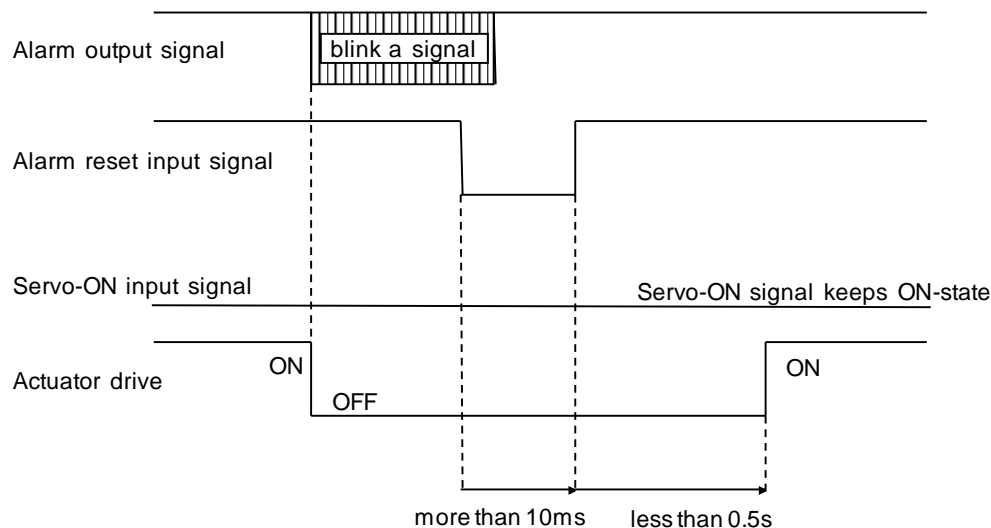 Alarm output signal
blink a signal
Alarm reset input signal
Servo-ON input signal
Servo-ON signal keeps ON-state
Actuator drive
ON
OFF
ON
more than 10ms
less than 0.5s